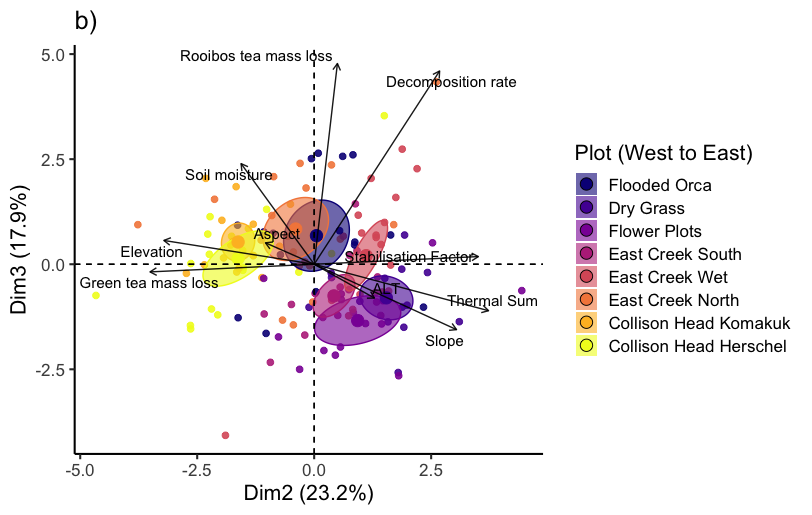 b)
Rooibos tea mass loss
Decomposition rate
Soil moisture
Aspect
Elevation
Stabilisation Factor
Green tea mass loss
ALT
Thermal Sum
Slope
5.0
2.5
0.0
-2.5
Dim3 (17.9%)
-5.0
-2.5
0.0
2.5
Dim2 (23.2%)
Plot (West to East)
Flooded Orca
Dry Grass
Flower Plots
East Creek South
East Creek Wet
East Creek North
Collison Head Komakuk
Collison Head Herschel